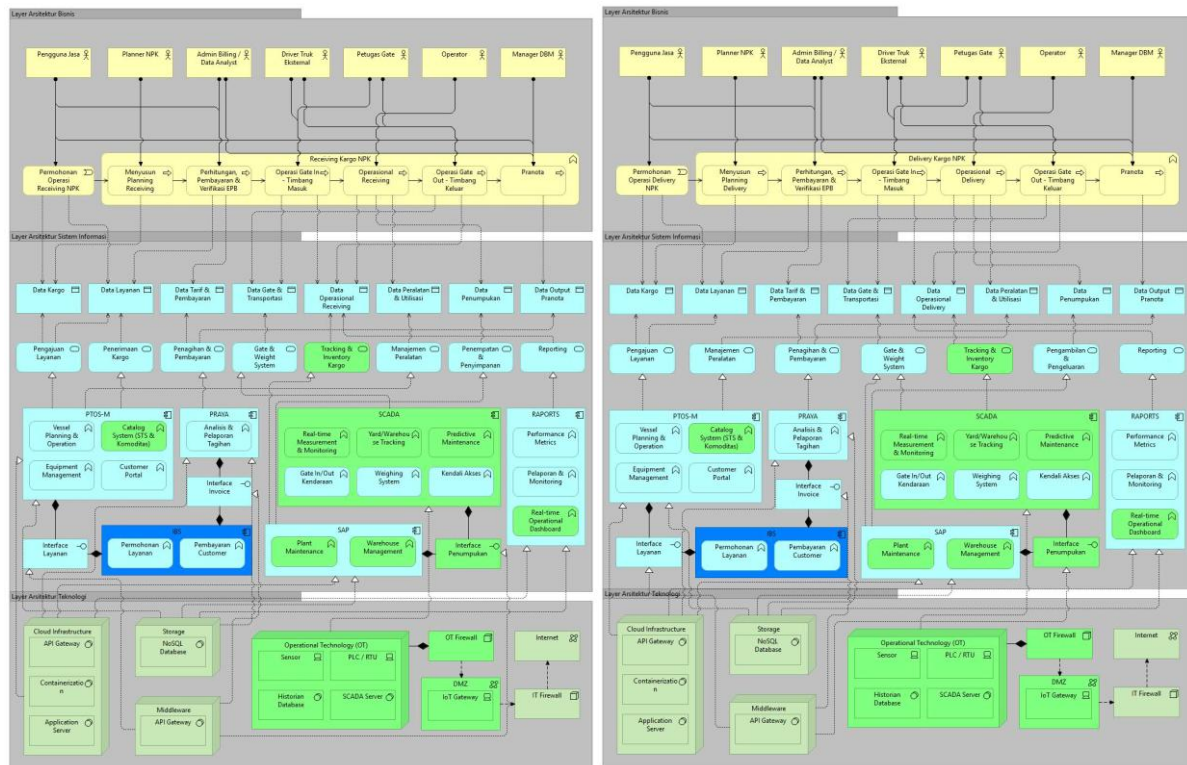 Layer Arsitektur Bisnis
Pengguna Jasa
Planner NPK
Admin Billing /
Data Analyst
Driver Truk
Eksternal
Petugas Gate
Operator
Manager DBM
Receiving Kargo NPK
Permohonan
Operasi
Receiving NPK
Menyusun
Planning
Receiving
Perhitungan,
Pembayaran &
Verifikasi EPB
Operasi Gate In
- Timbang
Masuk
Operasional
Receiving
Operasi Gate
Out - Timbang
Keluar
Pranota
Layer Arsitektur Sistem Informasi
Data Kargo
Data Layanan
Data Tarif &
Pembayaran
Data Gate &
Transportasi
Data
Operasional
Receiving
Data Peralatan
& Utilisasi
Data
Penumpukan
Data Output
Pranota
Pengajuan
Layanan
Penerimaan
Kargo
Penagihan &
Pembayaran
Gate &
Weight
System
Tracking &
Inventory
Kargo
Manajemen
Peralatan
Penempatan
&
Penyimpanan
Reporting
PTOS-M
Vessel
Planning &
Operation
Catalog
System (STS &
Komoditas)
Equipment
Management
Customer
Portal
PRAYA
Analisis &
Pelaporan
Tagihan
Interface
Invoice
SCADA
Real-time
Measurement
& Monitoring
Yard/Warehou
se Tracking
Predictive
Maintenance
Gate In/Out
Kendaraan
Weighing
System
Kendali Akses
RAPORTS
Performance
Metrics
Pelaporan &
Monitoring
Real-time
Operational
Dashboard
Interface
Layanan
IBS
Permohonan
Layanan
Pembayaran
Customer
SAP
Plant
Maintenance
Warehouse
Management
Interface
Penumpukan
Layer Arsitektur Teknologi
Cloud Infrastructure
API Gateway
Containerizatio
n
Application
Server
Storage
NoSQL
Database
Middleware
API Gateway
Operational Technology (OT)
Sensor
PLC / RTU
Historian
Database
SCADA Server
OT Firewall
DMZ
IoT Gateway
Internet
IT Firewall
Layer Arsitektur Bisnis
Pengguna Jasa
Planner NPK
Admin Billing /
Data Analyst
Driver Truk
Eksternal
Petugas Gate
Operator
Manager DBM
Delivery Kargo NPK
Permohonan
Operasi Delivery
NPK
Menyusun
Planning
Delivery
Perhitungan,
Pembayaran &
Verifikasi EPB
Operasi Gate In
- Timbang
Masuk
Operasional
Delivery
Operasi Gate
Out - Timbang
Keluar
Pranota
Layer Arsitektur Sistem Informasi
Data Kargo
Data Layanan
Data Tarif &
Pembayaran
Data Gate &
Transportasi
Data
Operasional
Delivery
Data Peralatan
& Utilisasi
Data
Penumpukan
Data Output
Pranota
Pengajuan
Layanan
Manajemen
Peralatan
Penagihan &
Pembayaran
Gate &
Weight
System
Tracking &
Inventory
Kargo
Pengambilan
&
Pengeluaran
Reporting
PTOS-M
Vessel
Planning &
Operation
Catalog
System (STS &
Komoditas)
Equipment
Management
Customer
Portal
PRAYA
Analisis &
Pelaporan
Tagihan
Interface
Invoice
SCADA
Real-time
Measurement
& Monitoring
Yard/Warehou
se Tracking
Predictive
Maintenance
Gate In/Out
Kendaraan
Weighing
System
Kendali Akses
RAPORTS
Performance
Metrics
Pelaporan &
Monitoring
Real-time
Operational
Dashboard
Interface
Layanan
IBS
Permohonan
Layanan
Pembayaran
Customer
SAP
Plant
Maintenance
Warehouse
Management
Interface
Penumpukan
Layer Arsitektur Teknologi
Cloud Infrastructure
API Gateway
Containerizatio
n
Application
Server
Storage
NoSQL
Database
Middleware
API Gateway
Operational Technology (OT)
Sensor
PLC / RTU
Historian
Database
SCADA Server
OT Firewall
DMZ
IoT Gateway
Internet
IT Firewall